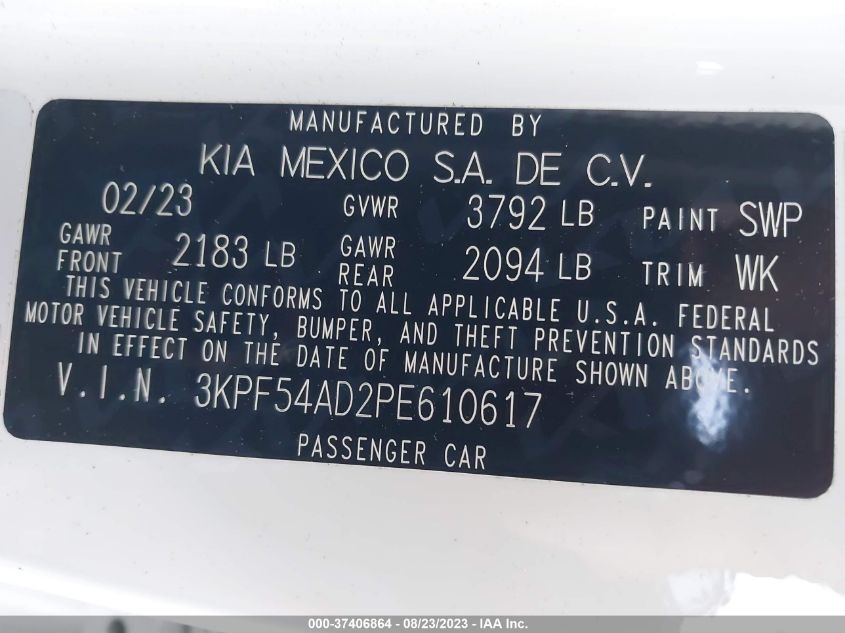 MANUFACTURED BY
KIA MEXICO S.A. DE C.V.
02/23 GVWR 3792 LB PAINT SWP
GAWR FRONT 2183 LB GAWR REAR 2094 LB TRIM WK
THIS VEHICLE CONFORMS TO ALL APPLICABLE U.S.A. FEDERAL
MOTOR VEHICLE SAFETY, BUMPER, AND THEFT PREVENTION STANDARDS
IN EFFECT ON THE DATE OF MANUFACTURE SHOWN ABOVE.
V.I.N. 3KPF54AD2PE610617
PASSENGER CAR
000-37406864 - 08/23/2023 - IAA Inc.